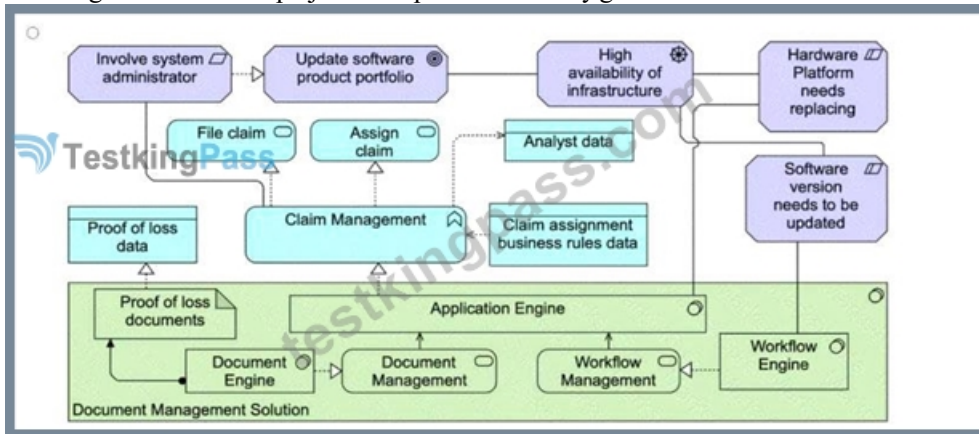 Involve system
administrator
Update software
product portfolio
High
availability of
infrastructure
Hardware
Platform
needs
replacing
File claim
Assign
claim
Analyst data
TestkingPass
Software
version
needs to be
updated
Proof of loss
data
Claim Management
Claim assignment
business rules data
testkingpass.com
Proof of loss
documents
Application Engine
Document
Engine
Document
Management
Workflow
Management
Workflow
Engine
Document Management Solution